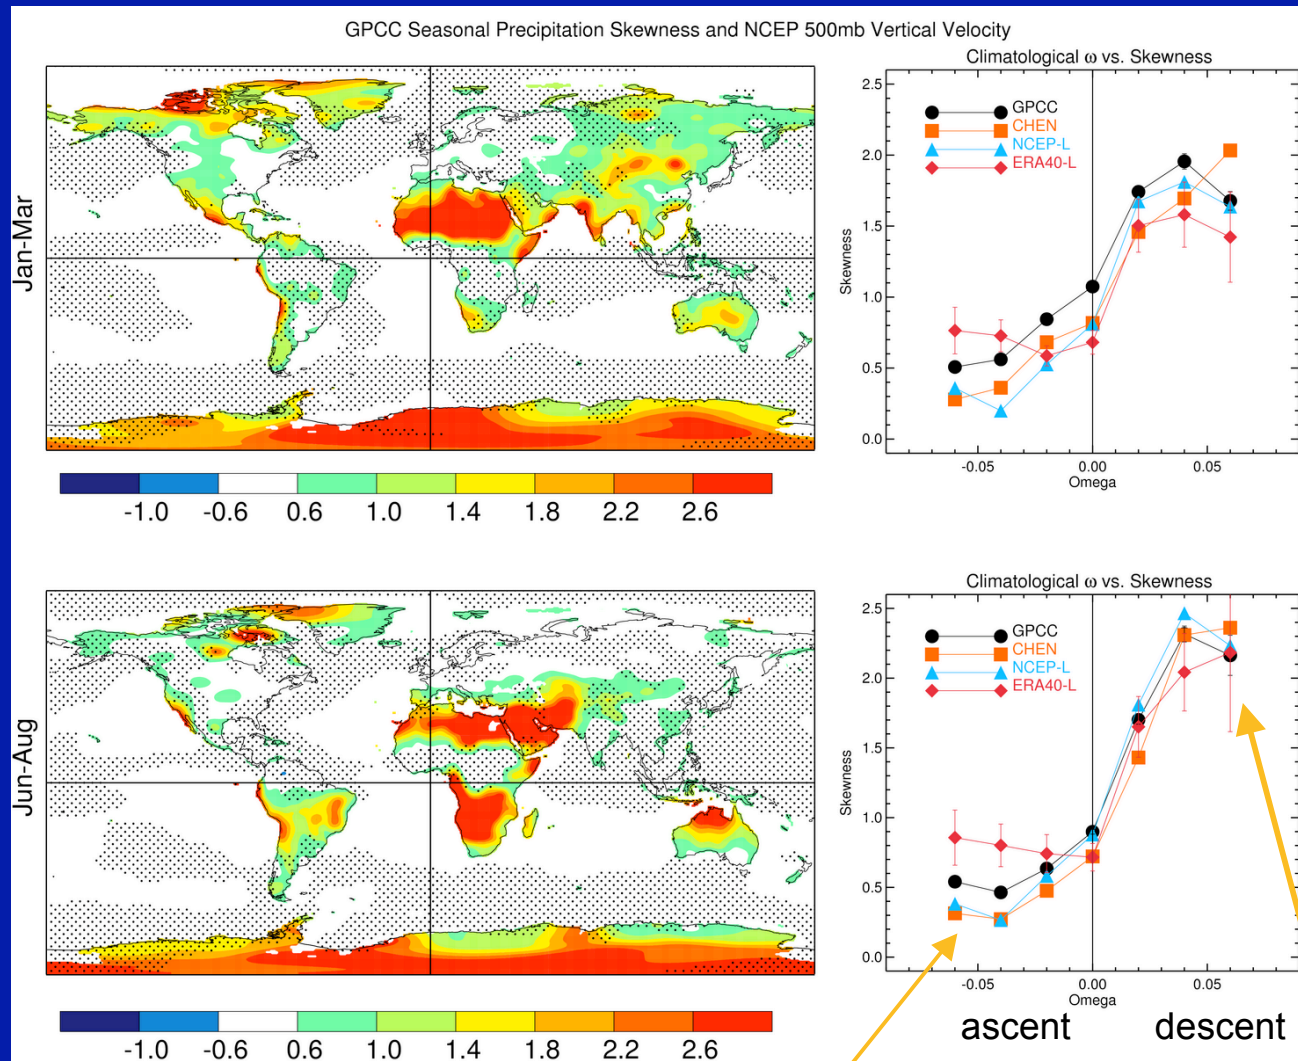 GPCC Seasonal Precipitation Skewness and NCEP 500mb Vertical Velocity
Jan-Mar
-1.0 -0.6 0.6 1.0 1.4 1.8 2.2 2.6
Climatological ω vs. Skewness
GPCC
CHEN
NCEP-L
ERA40-L
Skewness
2.5
2.0
1.5
1.0
0.5
0.0
-0.05 0.00 0.05
Omega
Jun-Aug
-1.0 -0.6 0.6 1.0 1.4 1.8 2.2 2.6
Climatological ω vs. Skewness
GPCC
CHEN
NCEP-L
ERA40-L
Skewness
2.5
2.0
1.5
1.0
0.5
0.0
-0.05 0.00 0.05
Omega
ascent descent